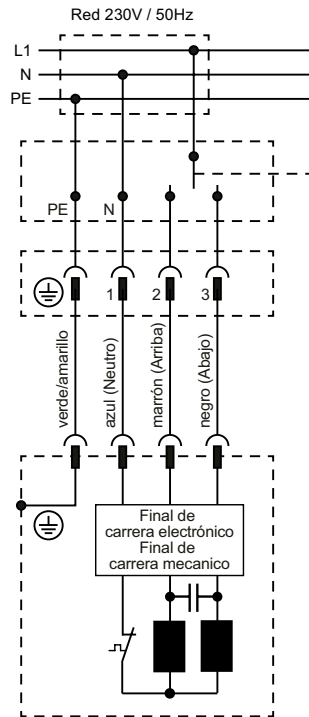 Red 230V / 50Hz
L1
N
PE
PE
N
1
2
3
verde/amarillo
azul (Neutro)
marrón (Arriba)
negro (Abajo)
Final de
carrera electrónico
Final de
carrera mecanico